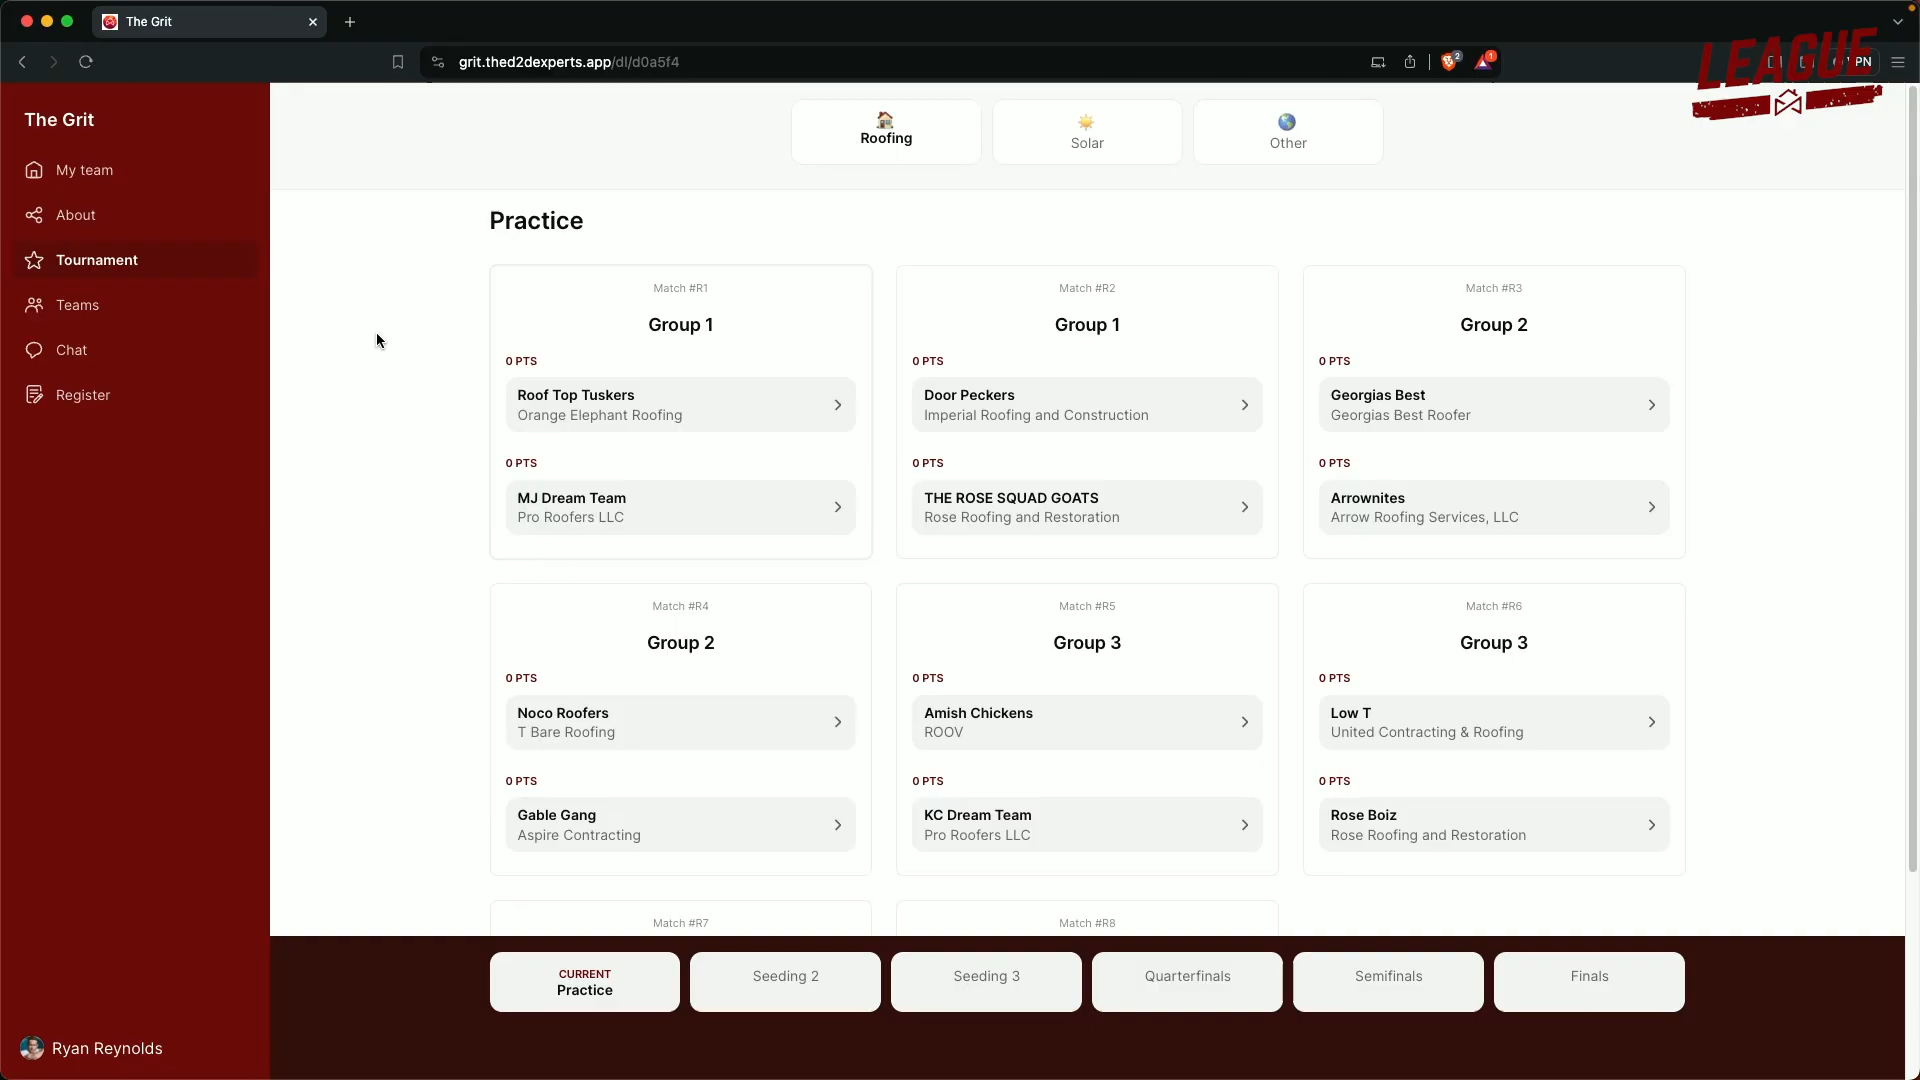 The Grit
grit.thed2dexperts.app/dl/d0a5f4
2
1
VPN
LEAGUE
The Grit
My team
About
Tournament
Teams
Chat
Register
Ryan Reynolds
Roofing
Solar
Other
Practice
Match #R1
Group 1
0 PTS
Roof Top Tuskers
Orange Elephant Roofing
0 PTS
MJ Dream Team
Pro Roofers LLC
Match #R2
Group 1
0 PTS
Door Peckers
Imperial Roofing and Construction
0 PTS
THE ROSE SQUAD GOATS
Rose Roofing and Restoration
Match #R3
Group 2
0 PTS
Georgias Best
Georgias Best Roofer
0 PTS
Arrownites
Arrow Roofing Services, LLC
Match #R4
Group 2
0 PTS
Noco Roofers
T Bare Roofing
0 PTS
Gable Gang
Aspire Contracting
Match #R5
Group 3
0 PTS
Amish Chickens
ROOV
0 PTS
KC Dream Team
Pro Roofers LLC
Match #R6
Group 3
0 PTS
Low T
United Contracting & Roofing
0 PTS
Rose Boiz
Rose Roofing and Restoration
Match #R7
Match #R8
CURRENT
Practice
Seeding 2
Seeding 3
Quarterfinals
Semifinals
Finals